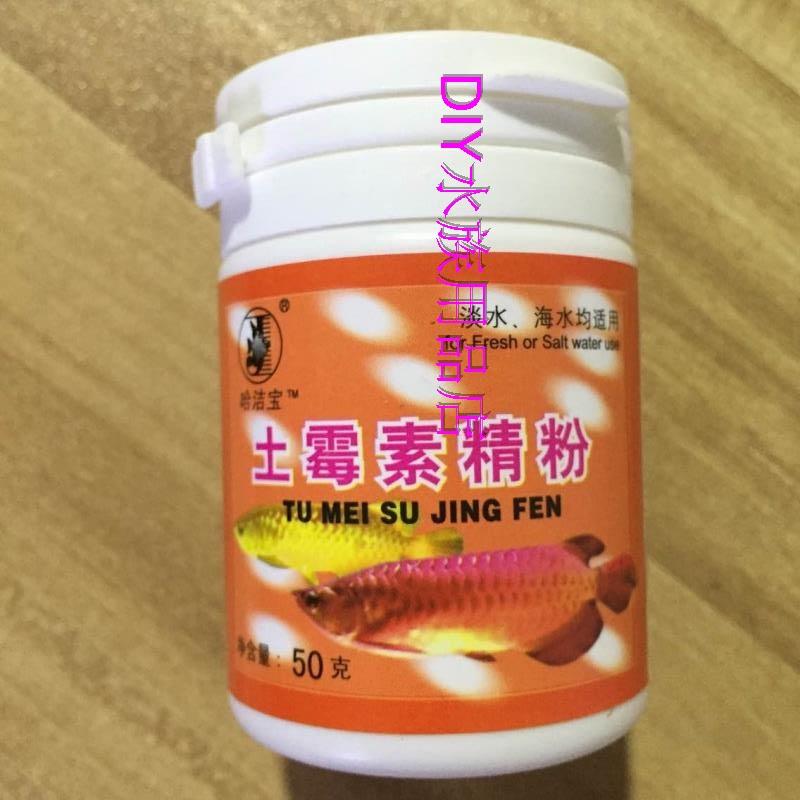 DIY水族用品店
淡水、海水均适用
for Fresh or Salt water use
®
哈洁宝™
土霉素精粉
TU MEI SU JING FEN
净含量：50克